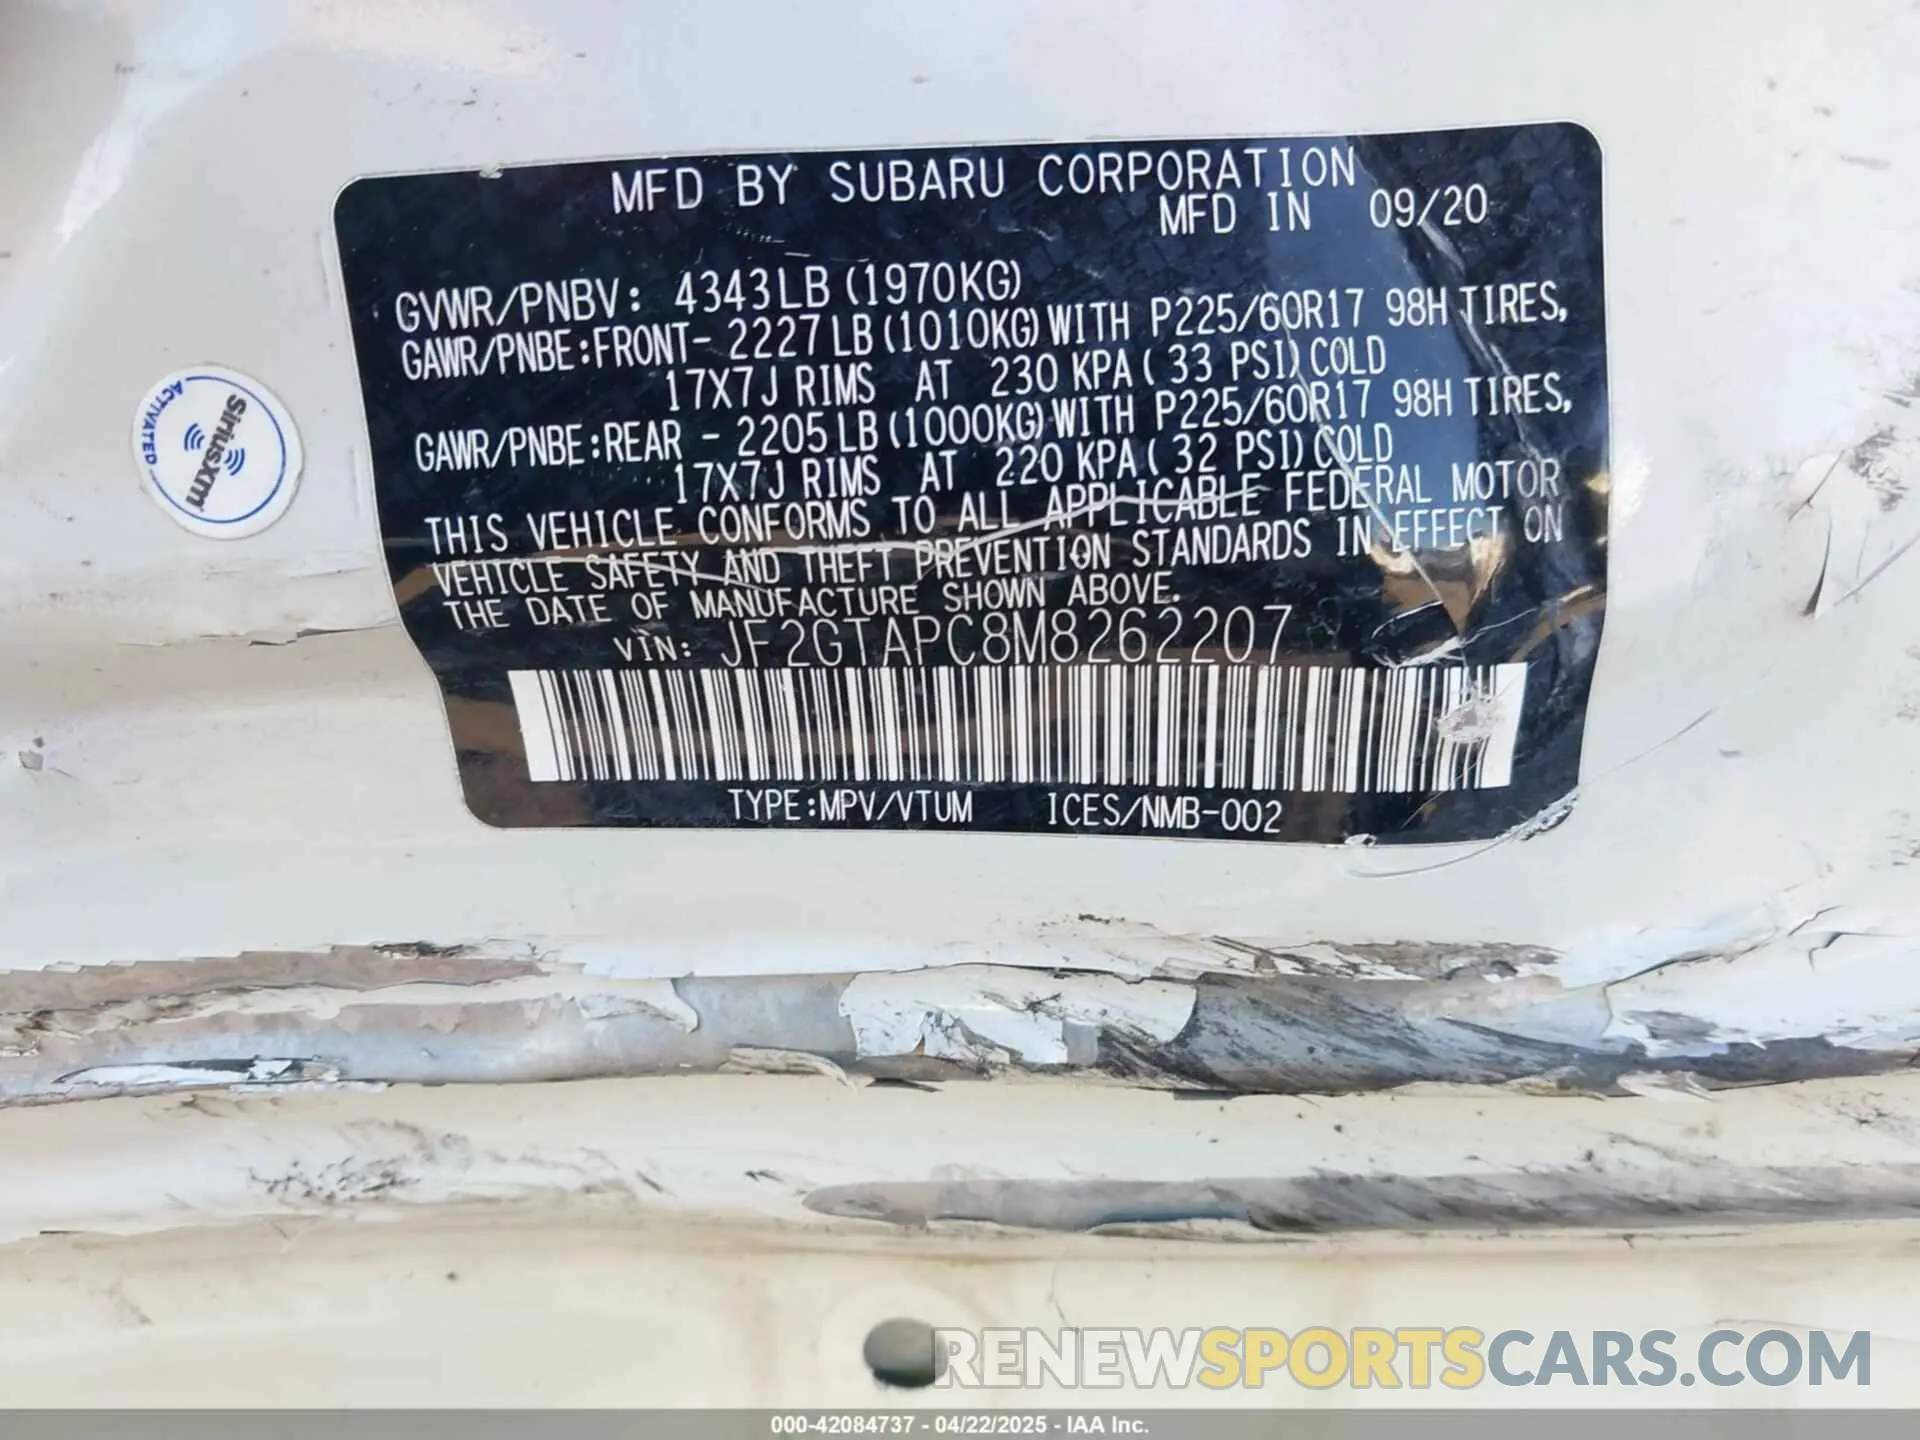 MFD BY SUBARU CORPORATION
MFD IN 09/20
GVWR/PNBV: 4343LB (1970KG)
GAWR/PNBE:FRONT- 2227LB (1010KG) WITH P225/60R17 98H TIRES,
17X7J RIMS AT 230 KPA ( 33 PSI) COLD
GAWR/PNBE:REAR - 2205LB (1000KG) WITH P225/60R17 98H TIRES,
17X7J RIMS AT 220 KPA ( 32 PSI) COLD
THIS VEHICLE CONFORMS TO ALL APPLICABLE FEDERAL MOTOR
VEHICLE SAFETY AND THEFT PREVENTION STANDARDS IN EFFECT ON
THE DATE OF MANUFACTURE SHOWN ABOVE.
VIN: JF2GTAPC8M8262207
TYPE:MPV/VTUM ICES/NMB-002
ACTIVATED
SiriusXm
RENEWSPORTSCARS.COM
000-42084737 - 04/22/2025 - IAA Inc.